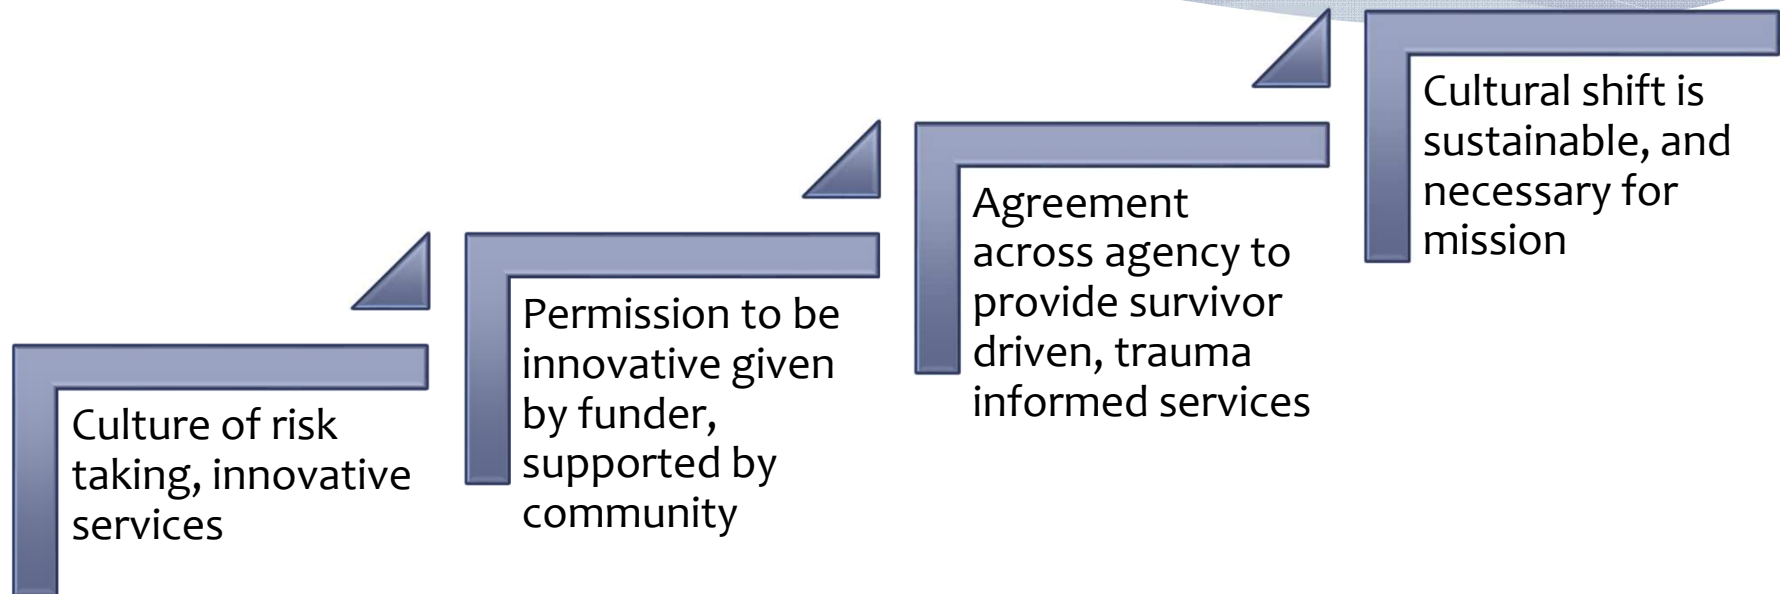 Culture of risk
taking, innovative
services
Permission to be
innovative given
by funder,
supported by
community
Agreement
across agency to
provide survivor
driven, trauma
informed services
Cultural shift is
sustainable, and
necessary for
mission